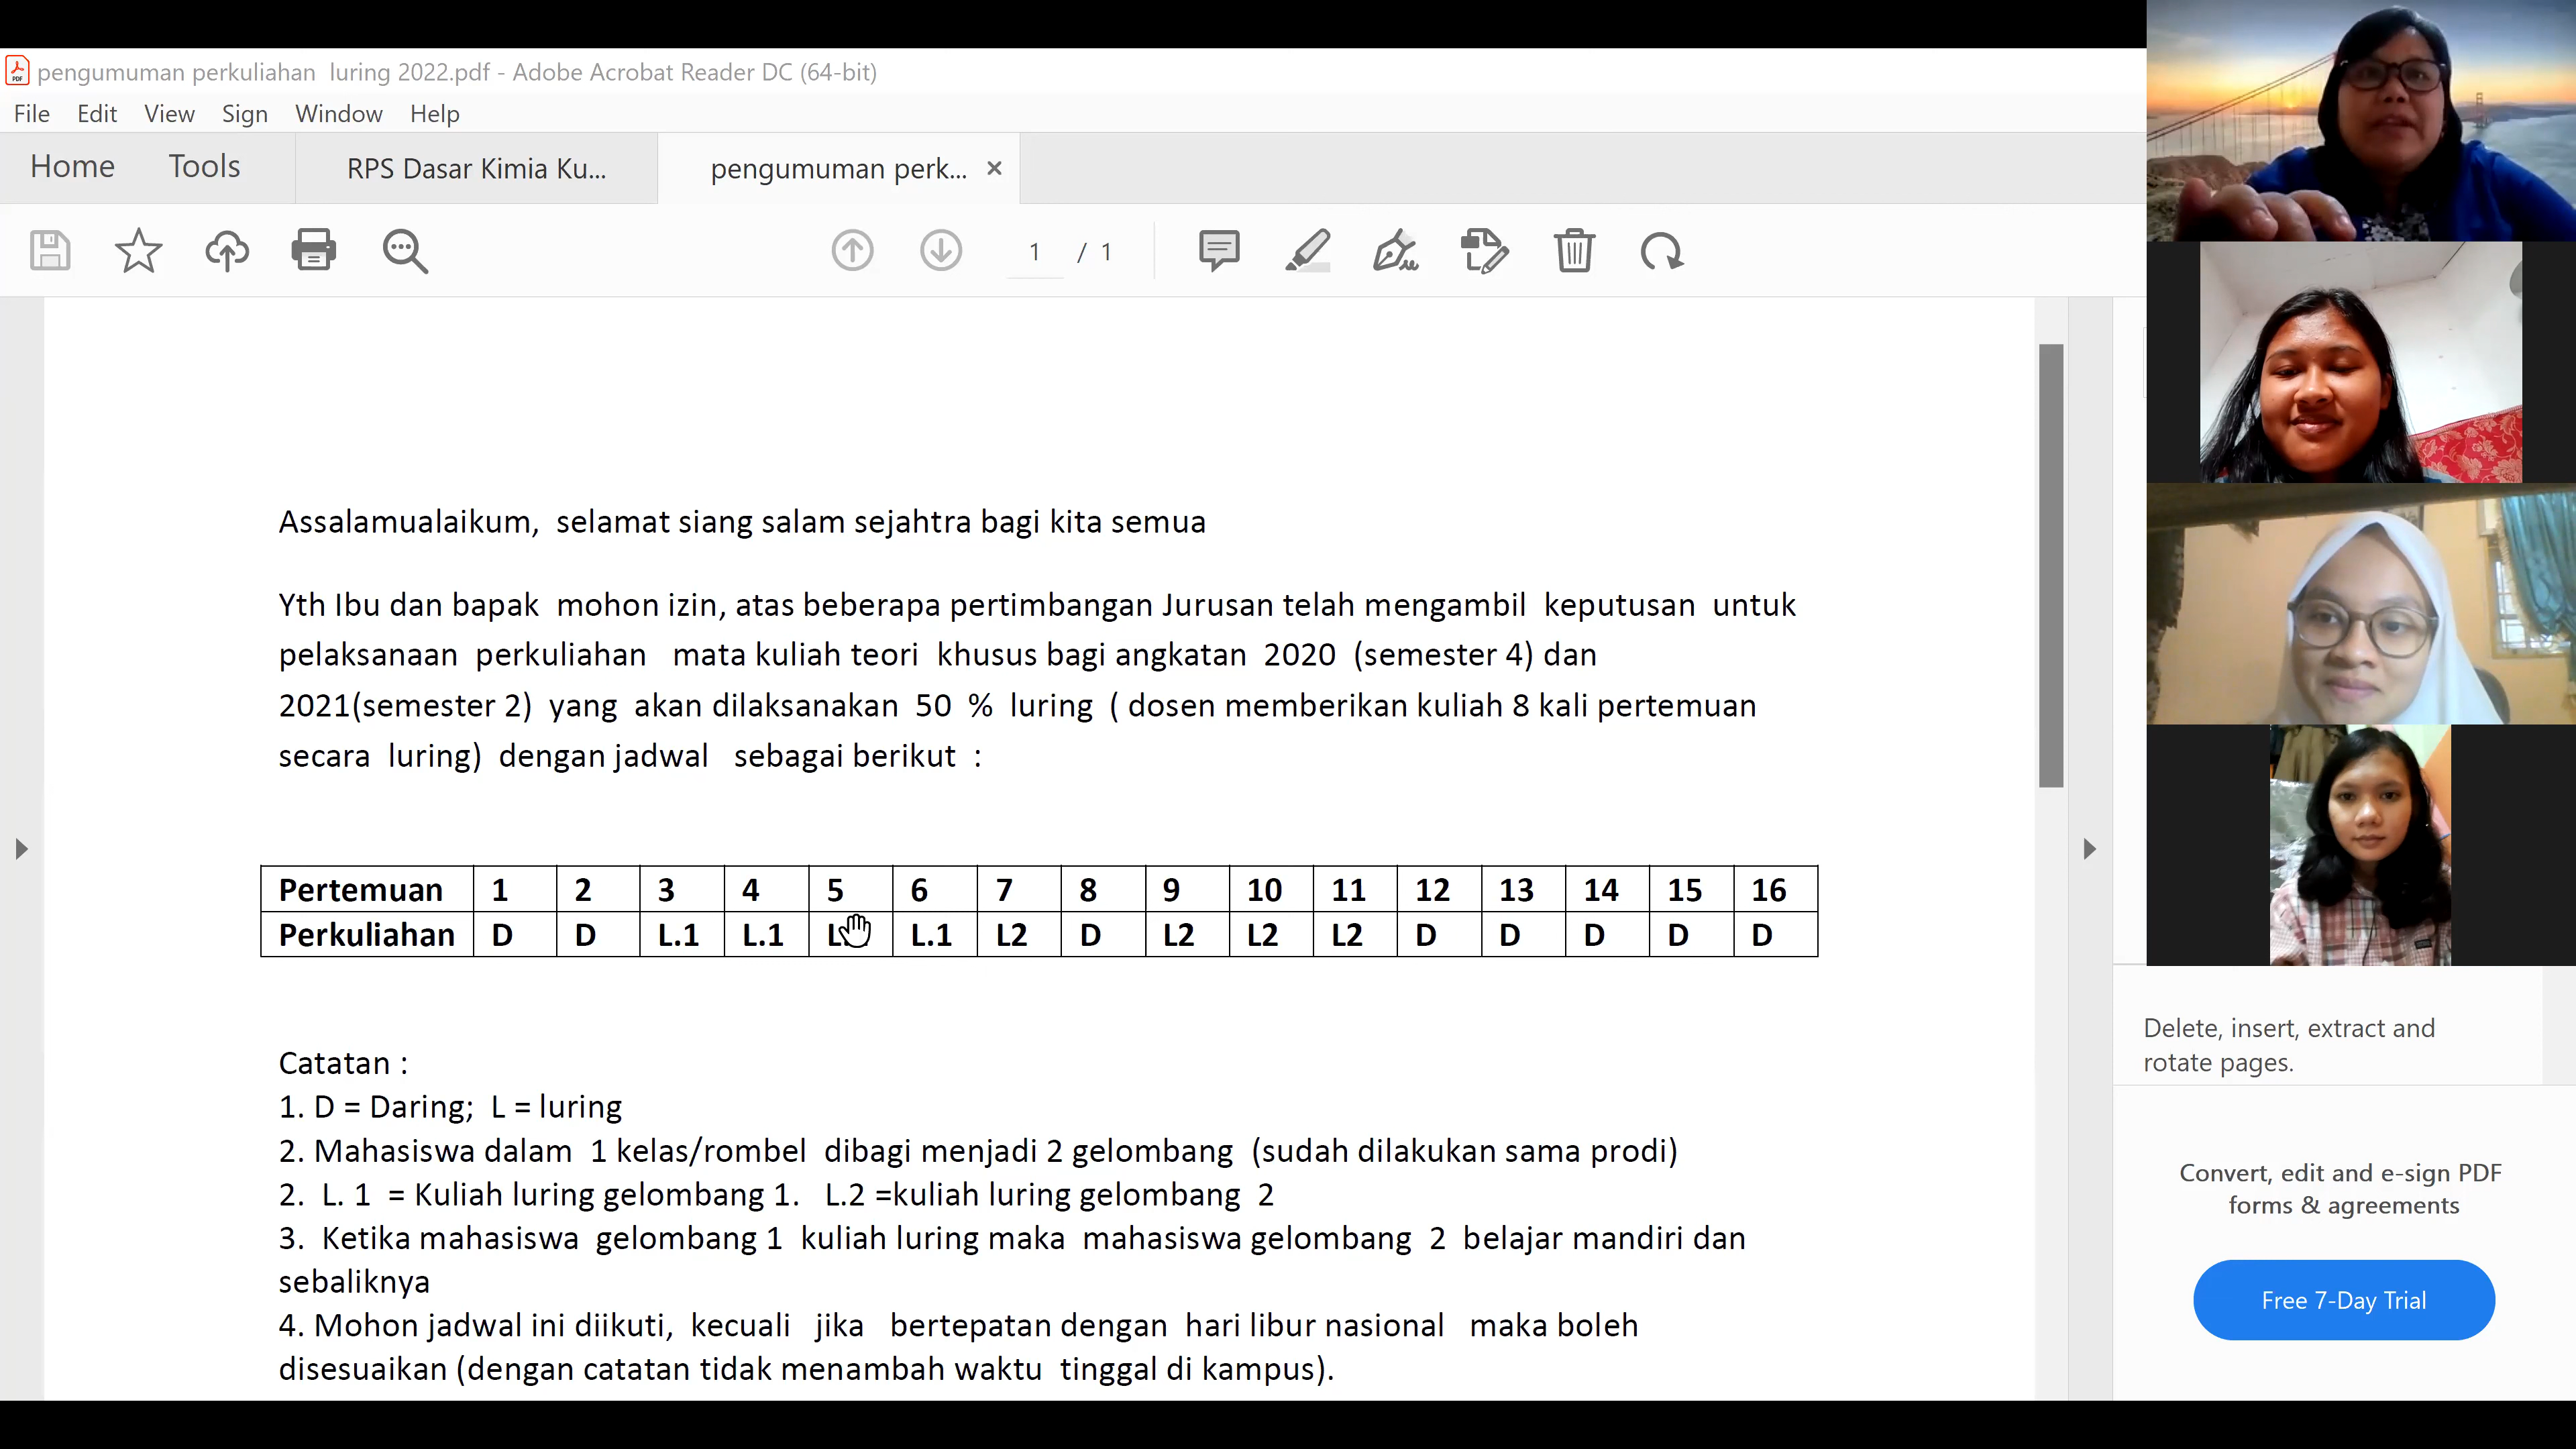 pengumuman perkuliahan  luring 2022.pdf - Adobe Acrobat Reader DC (64-bit)
File Edit View Sign Window Help
Home Tools RPS Dasar Kimia Ku... pengumuman perk...
1 / 1
Assalamualaikum,  selamat siang salam sejahtra bagi kita semua
Yth Ibu dan bapak  mohon izin, atas beberapa pertimbangan Jurusan telah mengambil  keputusan  untuk
pelaksanaan  perkuliahan   mata kuliah teori  khusus bagi angkatan  2020  (semester 4) dan
2021(semester 2)  yang  akan dilaksanakan  50  %  luring  ( dosen memberikan kuliah 8 kali pertemuan
secara  luring)  dengan jadwal   sebagai berikut  :
Pertemuan 1 2 3 4 5 6 7 8 9 10 11 12 13 14 15 16
Perkuliahan D D L.1 L.1 L.1 L2 D L2 L2 L2 D D D D D
Catatan :
1. D = Daring;  L = luring
2. Mahasiswa dalam  1 kelas/rombel  dibagi menjadi 2 gelombang  (sudah dilakukan sama prodi)
2.  L. 1  = Kuliah luring gelombang 1.   L.2 =kuliah luring gelombang  2
3.  Ketika mahasiswa  gelombang 1  kuliah luring maka  mahasiswa gelombang  2  belajar mandiri dan
sebaliknya
4. Mohon jadwal ini diikuti,  kecuali   jika   bertepatan dengan  hari libur nasional   maka boleh
disesuaikan (dengan catatan tidak menambah waktu  tinggal di kampus).
Delete, insert, extract and
rotate pages.
Convert, edit and e-sign PDF
forms & agreements
Free 7-Day Trial